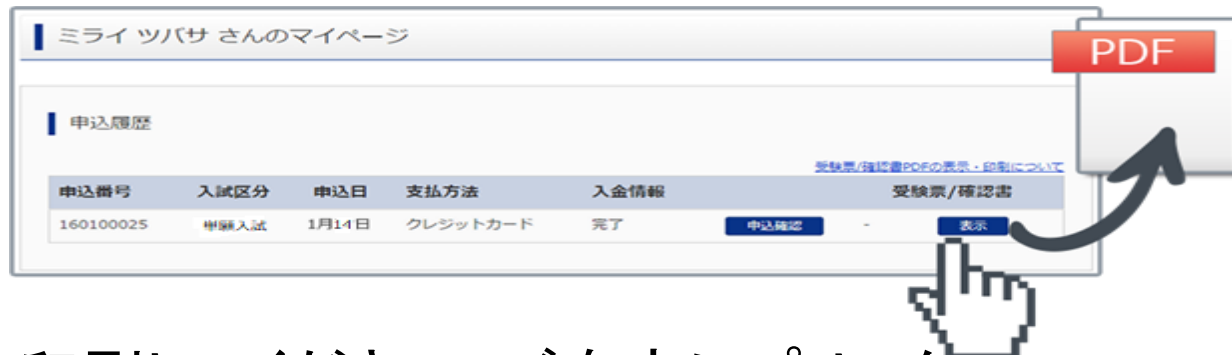 ミライ ツバサ さんのマイページ
PDF
申込履歴
受験票/確認書PDFの表示・印刷について
申込番号 入試区分 申込日 支払方法 入金情報 受験票/確認書
160100025 単願入試 1月14日 クレジットカード 完了 申込確認 - 表示